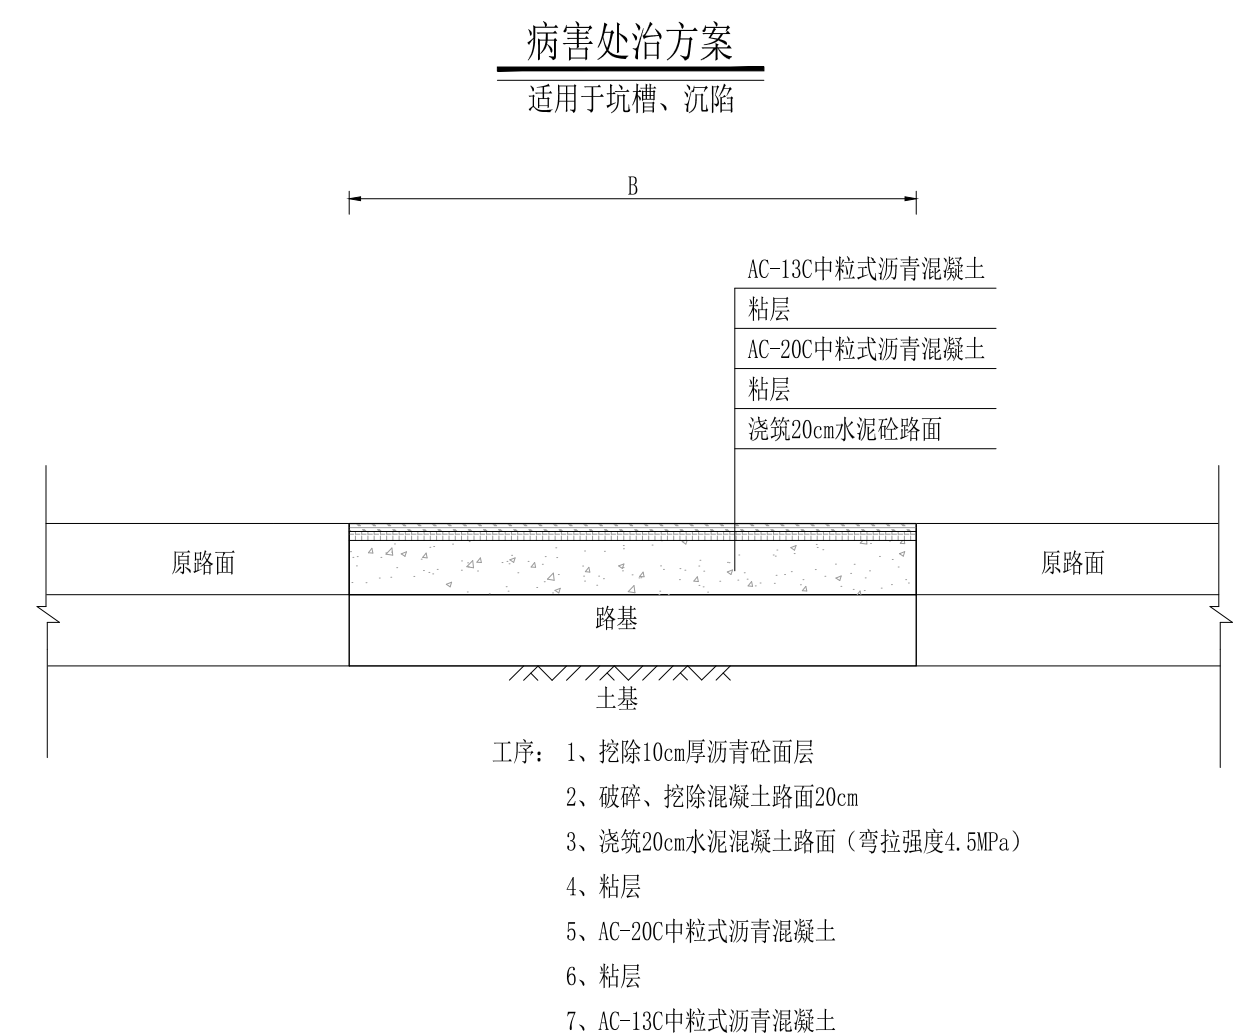 病害处治方案
适用于坑槽、沉陷
B
AC-13C中粒式沥青混凝土
粘层
AC-20C中粒式沥青混凝土
粘层
浇筑20cm水泥砼路面
原路面
原路面
路基
土基
工序： 1、挖除10cm厚沥青砼面层
2、破碎、挖除混凝土路面20cm
3、浇筑20cm水泥混凝土路面（弯拉强度4.5MPa）
4、粘层
5、AC-20C中粒式沥青混凝土
6、粘层
7、AC-13C中粒式沥青混凝土